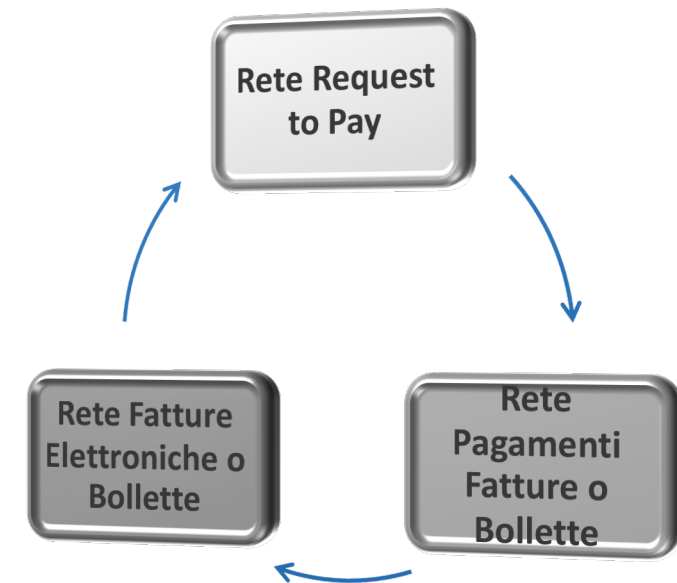 Rete Request
to Pay
Rete Fatture
Elettroniche o
Bollette
Rete
Pagamenti
Fatture o
Bollette